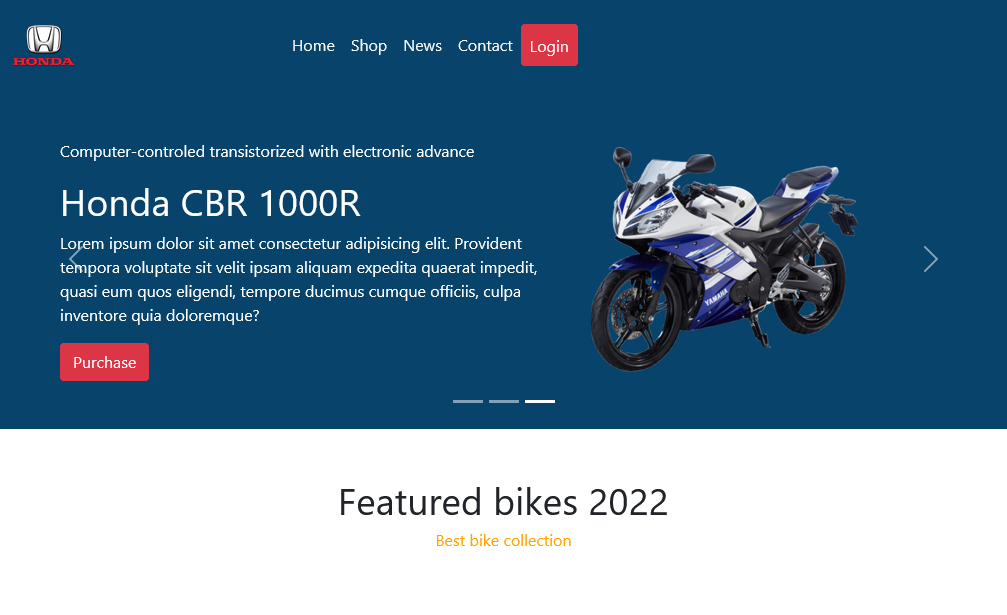 HONDA
Home Shop News Contact Login
Computer-controled transistorized with electronic advance
Honda CBR 1000R
Lorem ipsum dolor sit amet consectetur adipisicing elit. Provident
tempora voluptate sit velit ipsam aliquam expedita quaerat impedit,
quasi eum quos eligendi, tempore ducimus cumque officiis, culpa
inventore quia doloremque?
YAMAHA
Purchase
Featured bikes 2022
Best bike collection